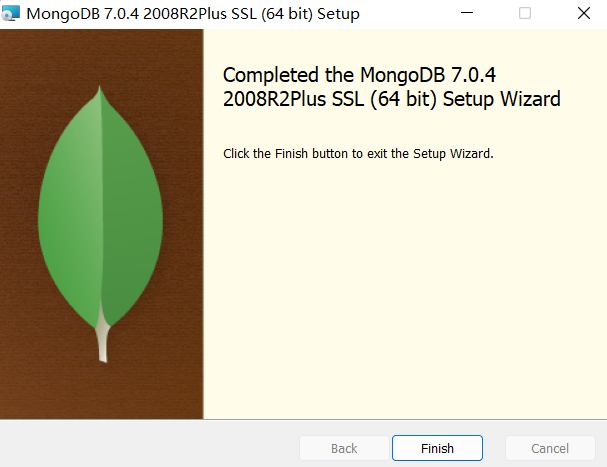 MongoDB 7.0.4 2008R2Plus SSL (64 bit) Setup
Completed the MongoDB 7.0.4
2008R2Plus SSL (64 bit) Setup Wizard
Click the Finish button to exit the Setup Wizard.
Back Finish Cancel